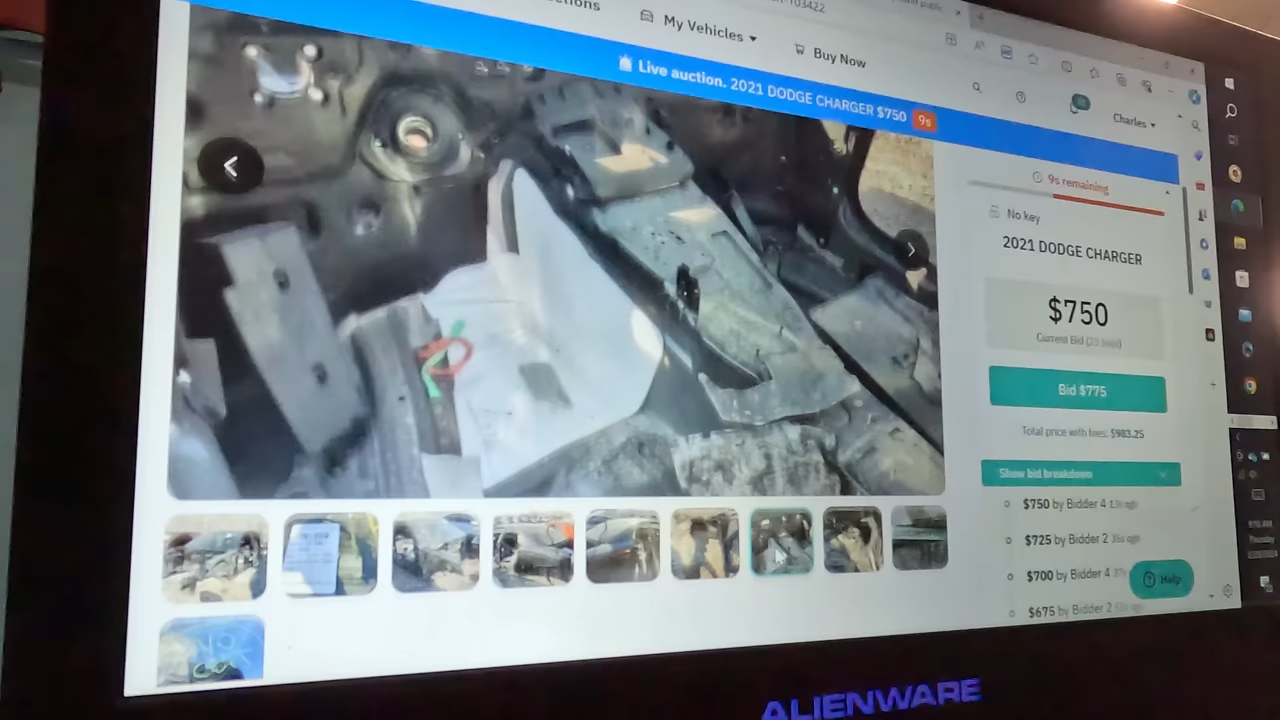 My Vehicles
Buy Now
Charles
Live auction. 2021 DODGE CHARGER $750 9s
9s remaining
No key
2021 DODGE CHARGER
$750
Current Bid
Bid $775
Total price with fees: $983.25
Show bid breakdown
$750 by Bidder 4
$725 by Bidder 2
$700 by Bidder 4
$675 by Bidder 2
Help
NO
ALIENWARE